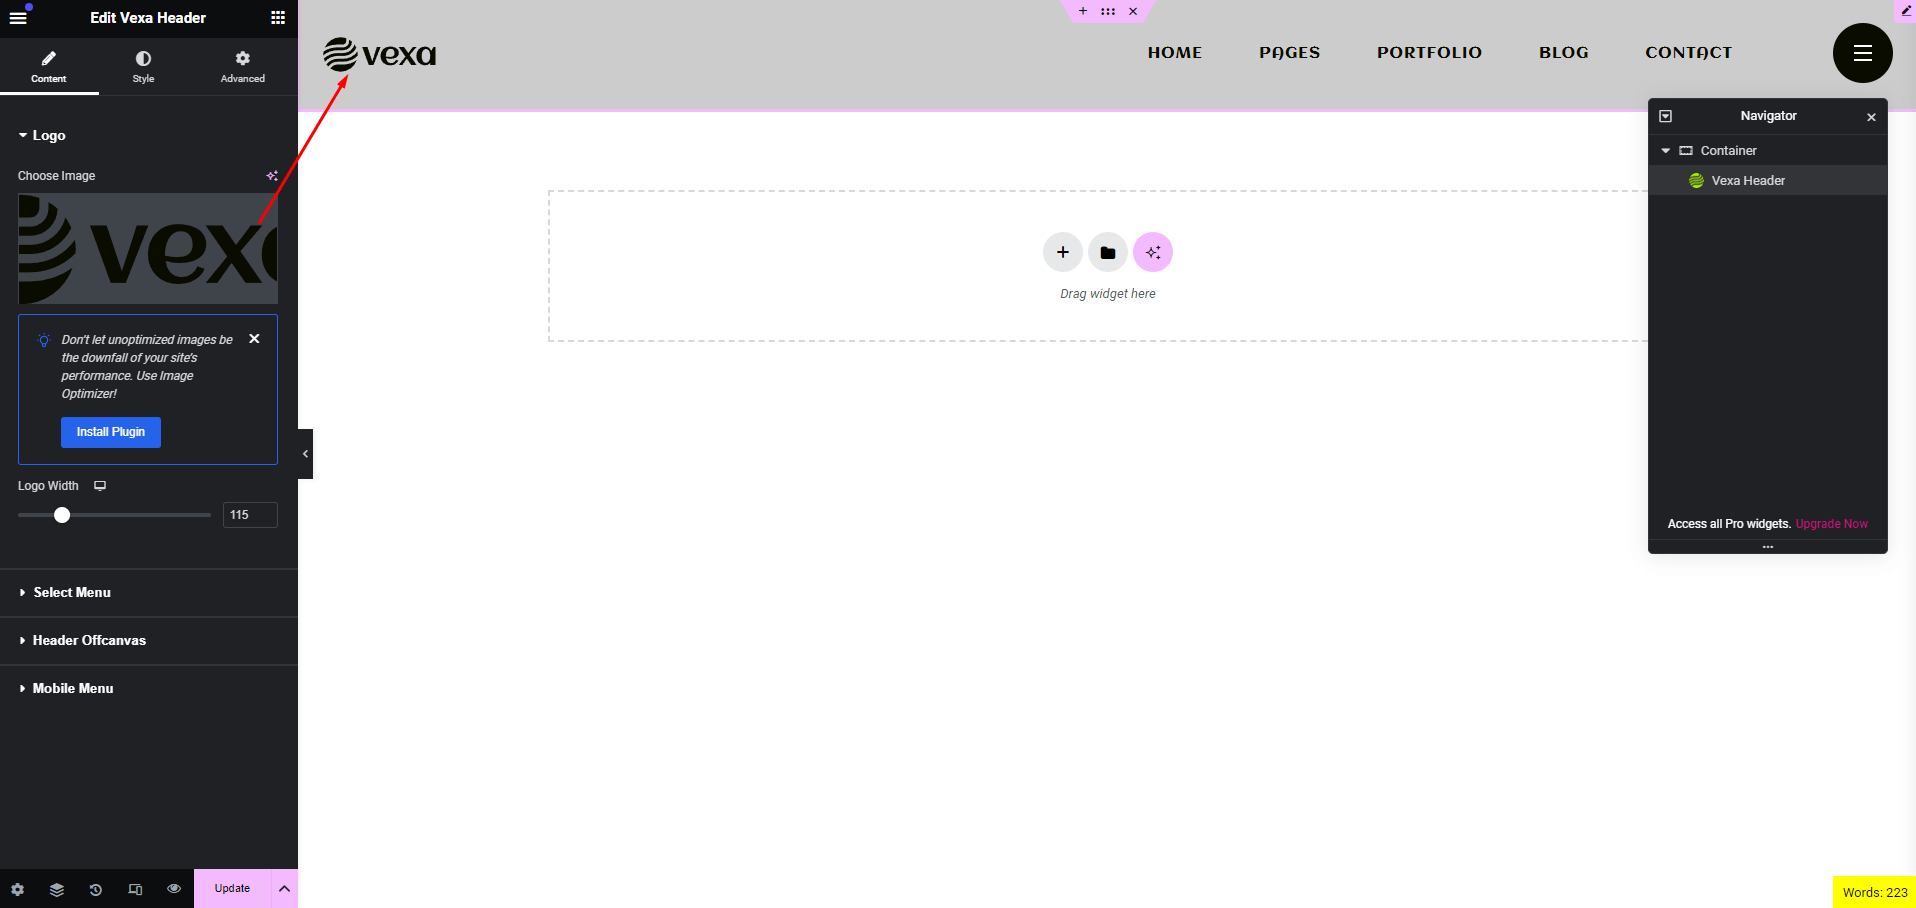 Edit Vexa Header
Content
Style
Advanced
Logo
Choose Image
vexa
Don't let unoptimized images be
the downfall of your site's
performance. Use Image
Optimizer!
Install Plugin
Logo Width
115
Select Menu
Header Offcanvas
Mobile Menu
Update
vexa
HOME
PAGES
PORTFOLIO
BLOG
CONTACT
Drag widget here
Navigator
Container
Vexa Header
Access all Pro widgets. Upgrade Now
Words: 223